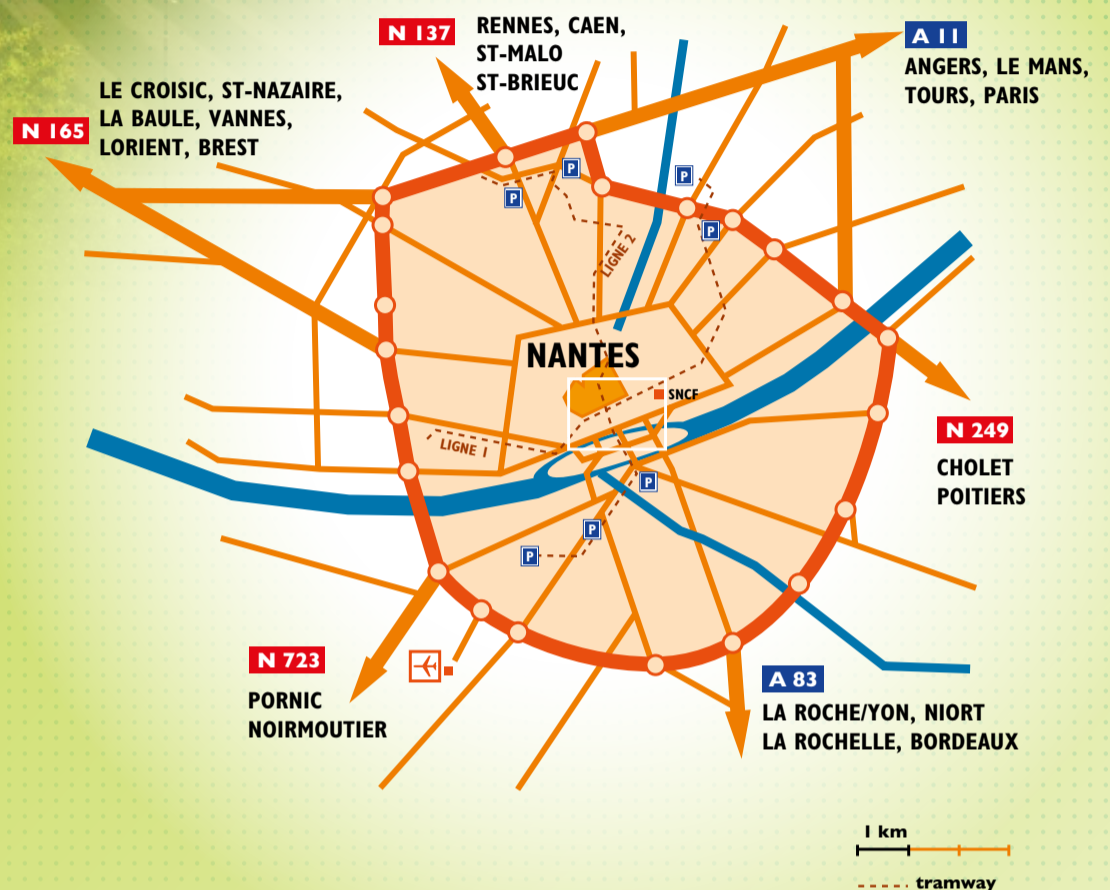 N 137
RENNES, CAEN,
ST-MALO
ST-BRIEUC
A 11
ANGERS, LE MANS,
TOURS, PARIS
LE CROISIC, ST-NAZAIRE,
LA BAULE, VANNES,
LORIENT, BREST
N 165
P
P
P
P
LIGNE 2
NANTES
SNCF
LIGNE 1
P
P
P
N 249
CHOLET
POITIERS
N 723
PORNIC
NOIRMOUTIER
A 83
LA ROCHE/YON, NIORT
LA ROCHELLE, BORDEAUX
1 km
tramway